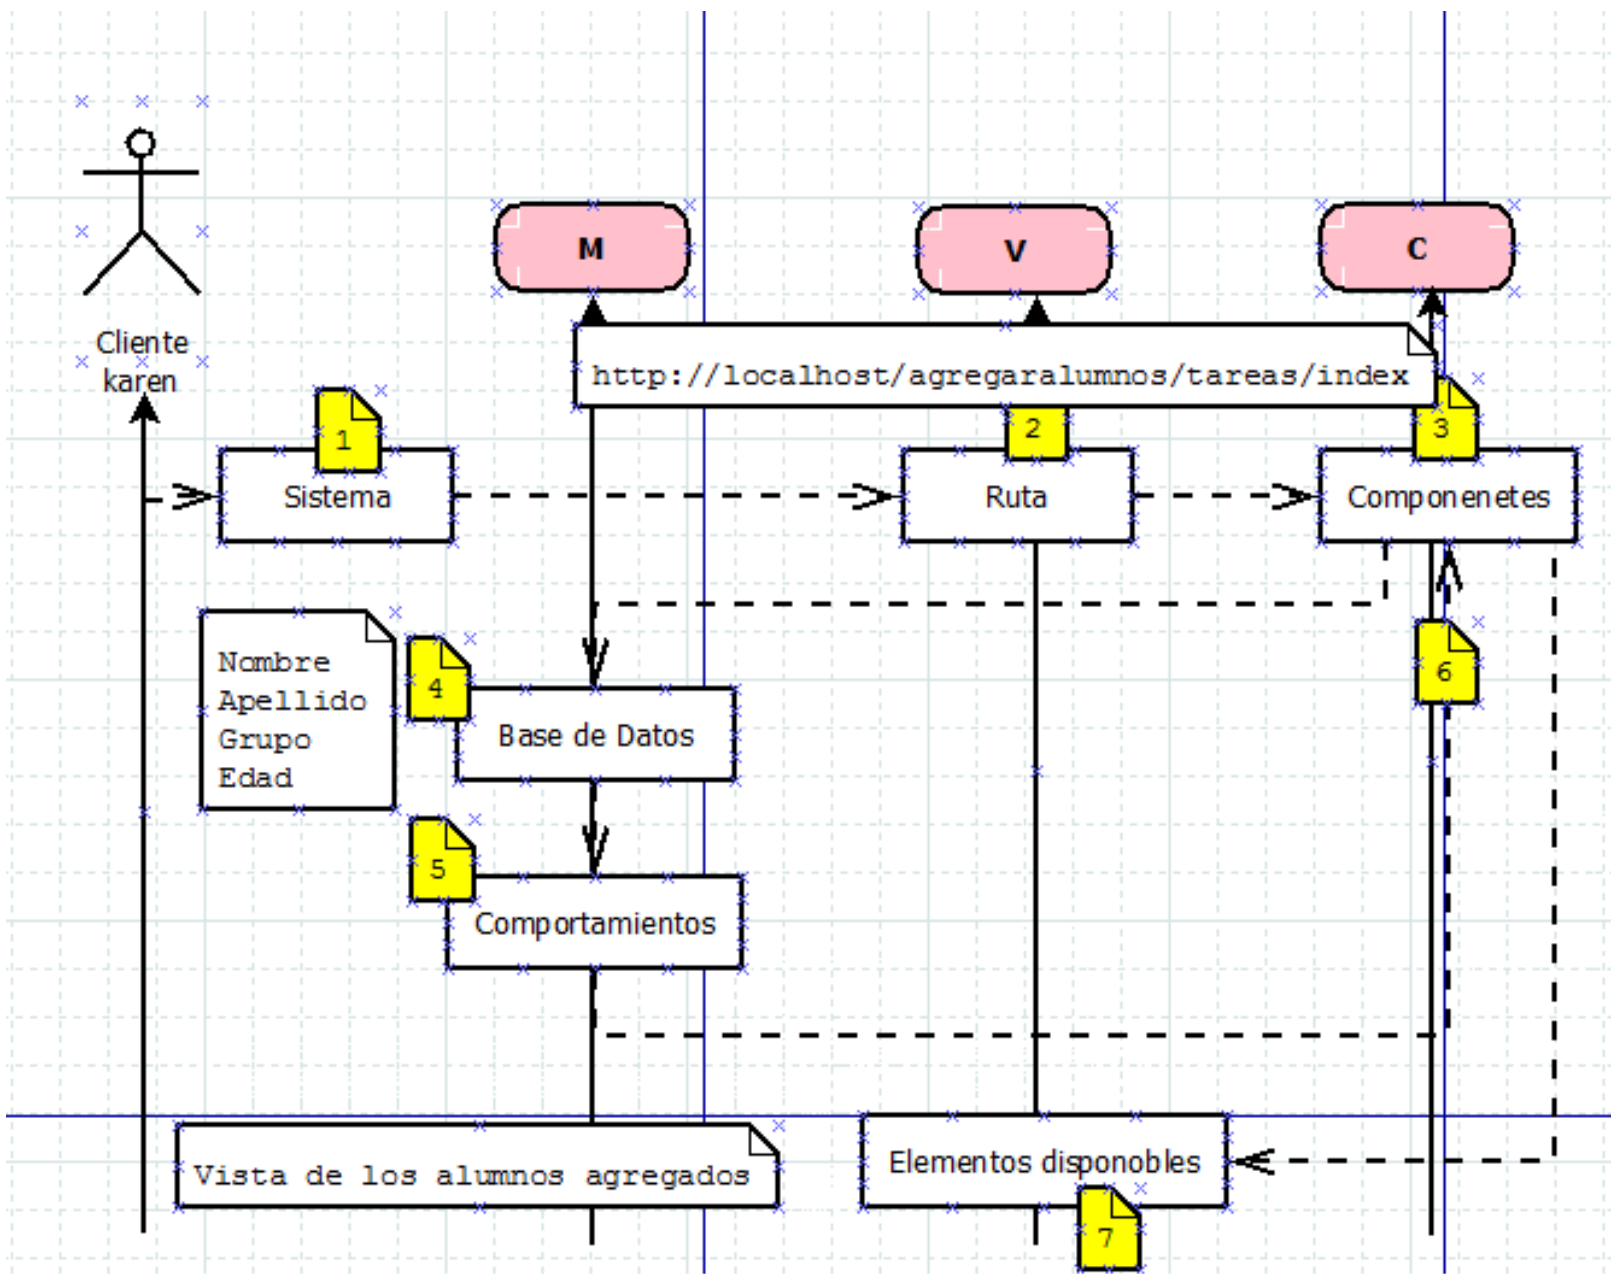 M
V
C
Cliente
karen
http://localhost/agregaralumnos/tareas/index
1
2
3
Sistema
Ruta
Componenetes
Nombre
Apellido
Grupo
Edad
4
6
Base de Datos
5
Comportamientos
Vista de los alumnos agregados
Elementos disponobles
7